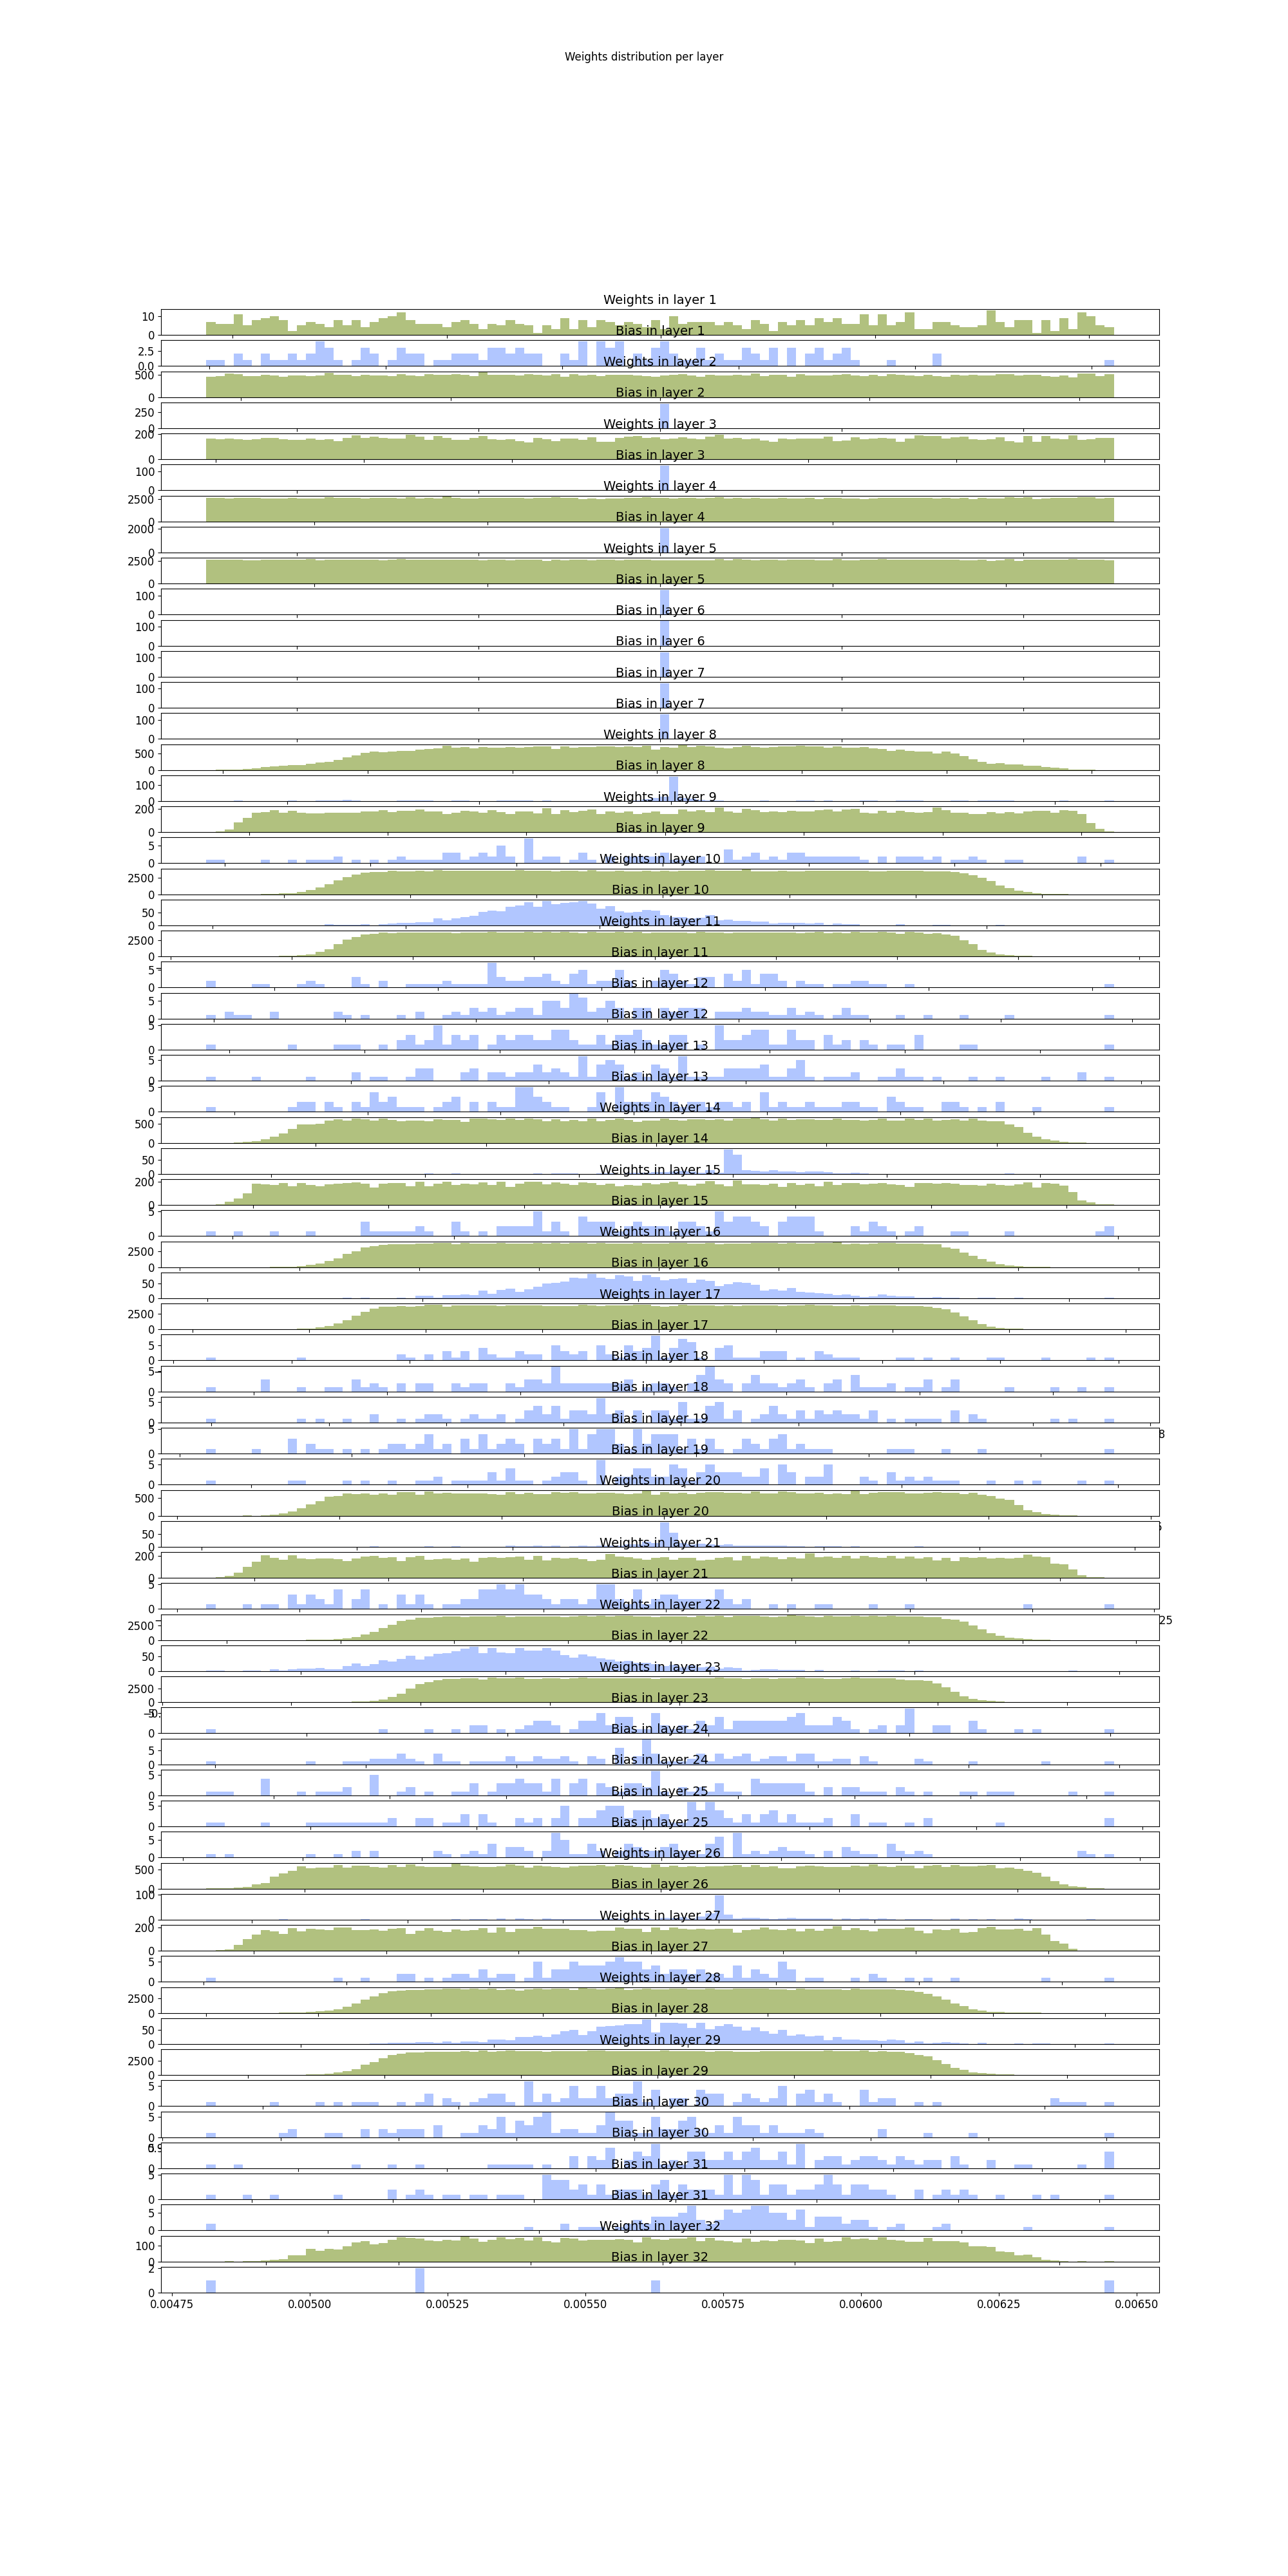 Weights distribution per layer
Weights in layer 1
10
0
Bias in layer 1
2.5
0.0
Weights in layer 2
500
0
Bias in layer 2
250
0
Weights in layer 3
200
0
Bias in layer 3
100
0
Weights in layer 4
2500
0
Bias in layer 4
2000
0
Weights in layer 5
2500
0
Bias in layer 5
100
0
Bias in layer 6
100
0
Bias in layer 6
100
0
Bias in layer 7
100
0
Bias in layer 7
100
0
Weights in layer 8
500
0
Bias in layer 8
100
0
Weights in layer 9
200
0
Bias in layer 9
5
0
Weights in layer 10
2500
0
Bias in layer 10
50
0
Weights in layer 11
2500
0
Bias in layer 11
5
0
Bias in layer 12
5
0
Bias in layer 12
5
0
Bias in layer 13
5
0
Bias in layer 13
5
0
Weights in layer 14
500
0
Bias in layer 14
50
0
Weights in layer 15
200
0
Bias in layer 15
5
0
Weights in layer 16
2500
0
Bias in layer 16
50
0
Weights in layer 17
2500
0
Bias in layer 17
5
0
Bias in layer 18
5
0
Bias in layer 18
5
0
Bias in layer 19
5
0
8
Bias in layer 19
5
0
Weights in layer 20
500
0
Bias in layer 20
50
0
Weights in layer 21
200
0
Bias in layer 21
5
0
Weights in layer 22
25
2500
0
Bias in layer 22
50
0
Weights in layer 23
2500
0
Bias in layer 23
0
Bias in layer 24
5
0
Bias in layer 24
5
0
Bias in layer 25
5
0
Bias in layer 25
5
0
Weights in layer 26
500
0
Bias in layer 26
100
0
Weights in layer 27
200
0
Bias in layer 27
5
0
Weights in layer 28
2500
0
Bias in layer 28
50
0
Weights in layer 29
2500
0
Bias in layer 29
5
0
Bias in layer 30
5
0
Bias in layer 30
0
Bias in layer 31
5
0
Bias in layer 31
5
0
Weights in layer 32
100
0
Bias in layer 32
2
0
0.00475 0.00500 0.00525 0.00550 0.00575 0.00600 0.00625 0.00650